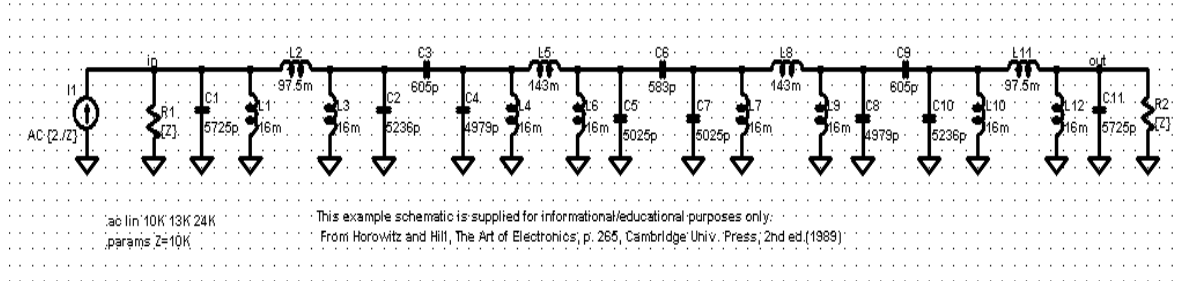 L2 C3 L5 C6 L8 C9 L11
in out
97.5m 605p 143m 583p 143m 605p 97.5m
I1 R1 C1 L1 L3 C2 C4 L4 L6 C5 C7 L7 L9 C8 C10 L10 L12 C11 R2
AC {2./Z} {Z} 5725p 16m 16m 5236p 4979p 16m 16m 5025p 5025p 16m 16m 4979p 5236p 16m 16m 5725p {Z}
.ac lin 10K 13K 24K
.params Z=10K
This example schematic is supplied for informational/educational purposes only.
From Horowitz and Hill, The Art of Electronics, p. 265, Cambridge Univ. Press, 2nd ed.(1989)